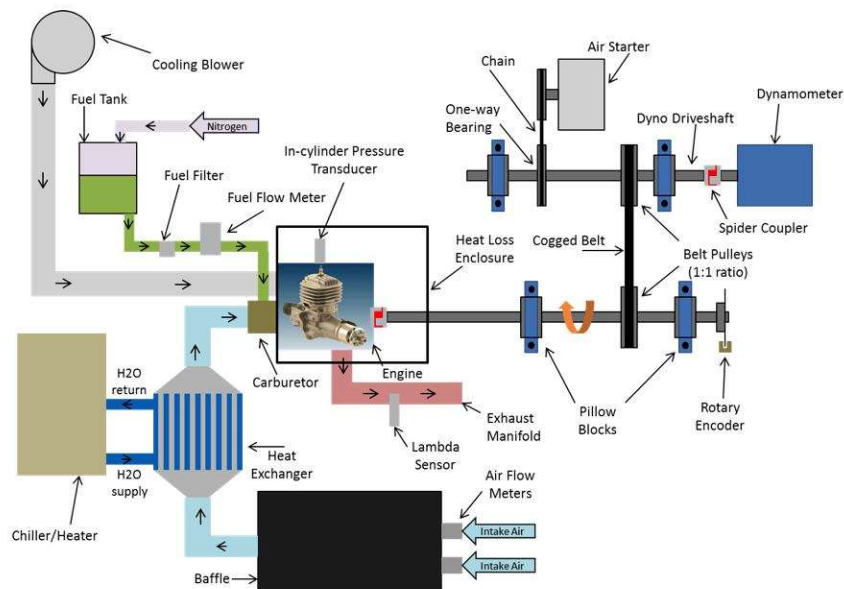 Cooling Blower
Fuel Tank
Nitrogen
Fuel Filter
Fuel Flow Meter
In-cylinder Pressure
Transducer
Chain
Air Starter
One-way
Bearing
Dyno Driveshaft
Dynamometer
Spider Coupler
Heat Loss
Enclosure
Cogged Belt
Belt Pulleys
(1:1 ratio)
Carburetor
Engine
Exhaust
Manifold
Lambda
Sensor
Pillow
Blocks
Rotary
Encoder
H2O
return
H2O
supply
Heat
Exchanger
Chiller/Heater
Air Flow
Meters
Intake Air
Intake Air
Baffle